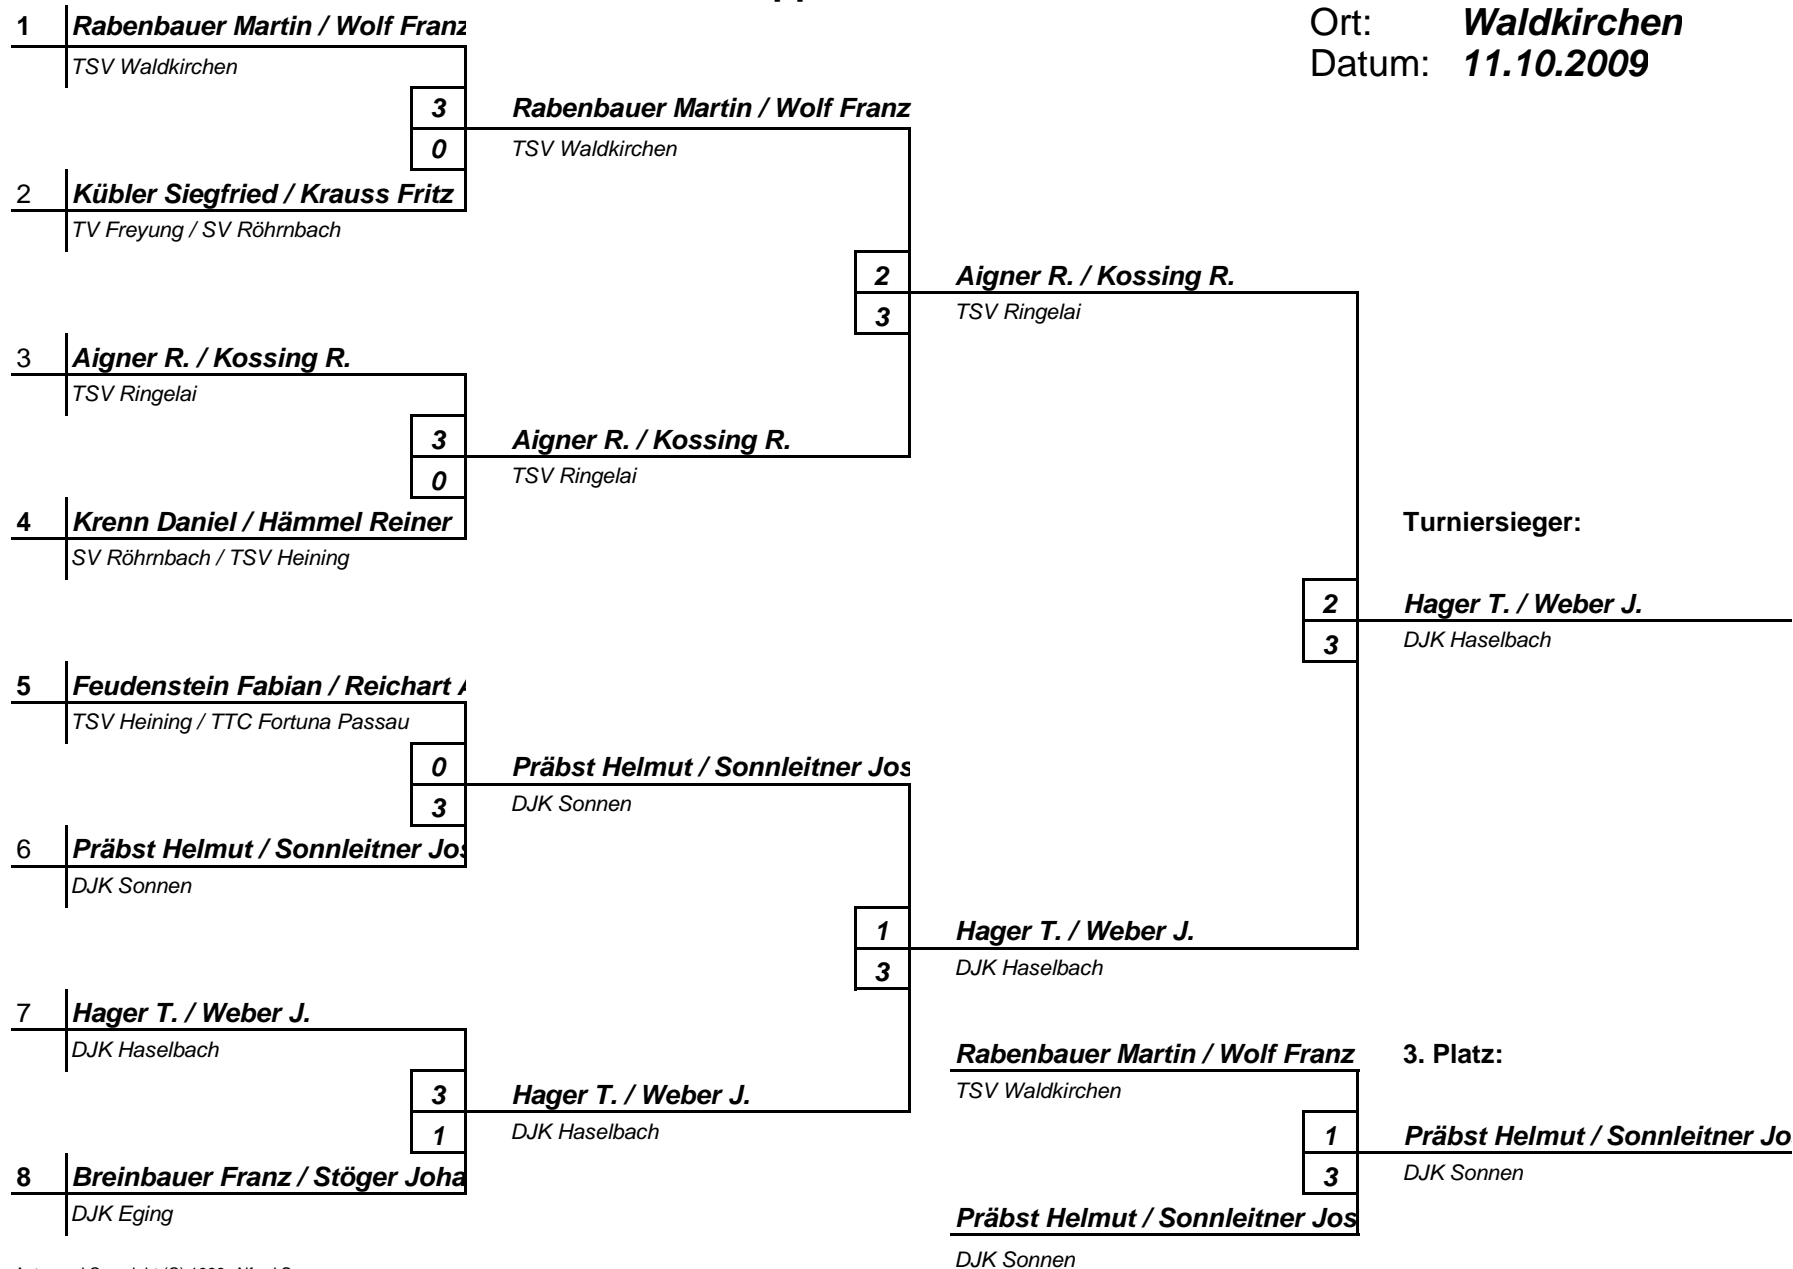 Ort: Waldkirchen
Datum: 11.10.2009
1 Rabenbauer Martin / Wolf Franz
TSV Waldkirchen
3 Rabenbauer Martin / Wolf Franz
0 TSV Waldkirchen
2 Kübler Siegfried / Krauss Fritz
TV Freyung / SV Röhrnbach
2 Aigner R. / Kossing R.
3 TSV Ringelai
3 Aigner R. / Kossing R.
TSV Ringelai
3 Aigner R. / Kossing R.
0 TSV Ringelai
4 Krenn Daniel / Hämmel Reiner
SV Röhrnbach / TSV Heining
Turniersieger:
2 Hager T. / Weber J.
3 DJK Haselbach
5 Feudenstein Fabian / Reichart
TSV Heining / TTC Fortuna Passau
0 Präbst Helmut / Sonnleitner Jos
3 DJK Sonnen
6 Präbst Helmut / Sonnleitner Jos
DJK Sonnen
1 Hager T. / Weber J.
3 DJK Haselbach
7 Hager T. / Weber J.
DJK Haselbach
Rabenbauer Martin / Wolf Franz 3. Platz:
TSV Waldkirchen
3 Hager T. / Weber J.
1 DJK Haselbach
1 Präbst Helmut / Sonnleitner Jo
3 DJK Sonnen
8 Breinbauer Franz / Stöger Joha
DJK Eging
Präbst Helmut / Sonnleitner Jos
DJK Sonnen